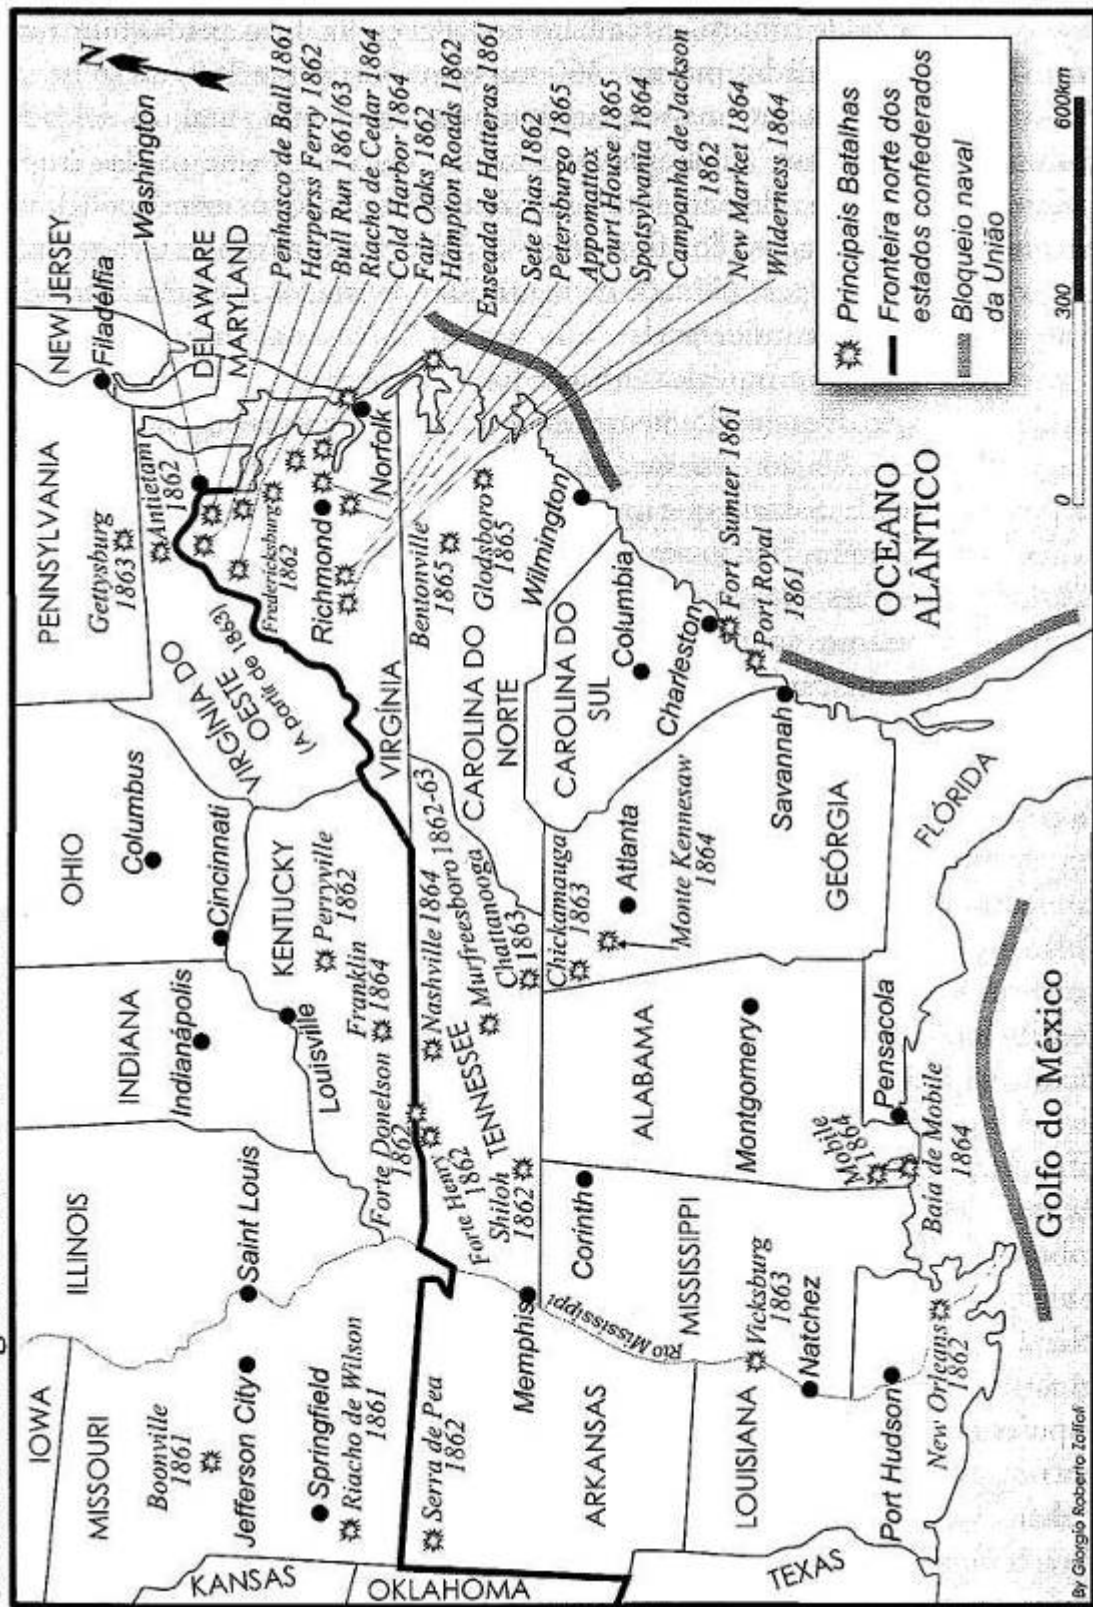 NEW JERSEY
Filadélfia
DELAWARE
MARYLAND
PENNSYLVANIA
Gettysburg
1863
Antietam
1862
N
Washington
Penhasco de Ball 1861
Harperss Ferry 1862
Bull Run 1861/63
Riacho de Cedar 1864
Cold Harbor 1864
Fair Oaks 1862
Hampton Roads 1862
Enseada de Hatteras 1861
Sete Dias 1862
Petersburgo 1865
Appomattox
Court House 1865
Spotsylvania 1864
Campanha de Jackson
1862
New Market 1864
Wilderness 1864
IOWA
ILLINOIS
INDIANA
Indianápolis
OHIO
Columbus
Cincinnati
VIRGÍNIA DO
OESTE
(A partir de 1863)
Fredericksburg
1862
Richmond
Norfolk
VIRGÍNIA
MISSOURI
Boonville
1861
Jefferson City
Saint Louis
Springfield
Riacho de Wilson
1861
KANSAS
OKLAHOMA
Louisville
KENTUCKY
Perryville
1862
Franklin
1864
Forte Donelson
1862
Nashville 1864
Murfreesboro 1862-63
Chattanooga
1863
Forte Henry
1862
TENNESSEE
Shiloh
1862
Serra de Pea
1862
Memphis
Rio Mississippi
Corinth
ARKANSAS
CAROLINA DO
NORTE
Bentonville
1865
Glodsboro
1865
Wilmington
CAROLINA DO
SUL
Columbia
Charleston
Fort Sumter 1861
Port Royal
1861
Chickamauga
1863
Atlanta
Monte Kennesaw
1864
Savannah
GEÓRGIA
FLÓRIDA
ALABAMA
Montgomery
MISSISSIPPI
Vicksburg
1863
Natchez
LOUISIANA
TEXAS
Port Hudson
New Orleans
1862
Mobile
1864
Pensacola
Baia de Mobile
1864
Golfo do México
OCEANO
ALÂNTICO
Principais Batalhas
Fronteira norte dos
estados confederados
Bloqueio naval
da União
0 300 600km
By Giorgio Roberto Zoffoli